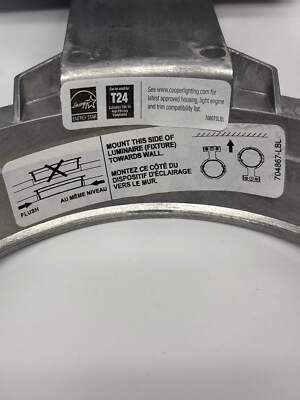 energy
ENERGY STAR
T24
See www.cooperlighting.com for
latest approved housing, light engine
and trim compatibility list.
MOUNT THIS SIDE OF
LUMINAIRE (FIXTURE)
TOWARDS WALL.
MONTEZ CE CÔTÉ DU
DISPOSITIF D'ÉCLAIRAGE
VERS LE MUR.
FLUSH
AU MÊME NIVEAU
704867-LBL